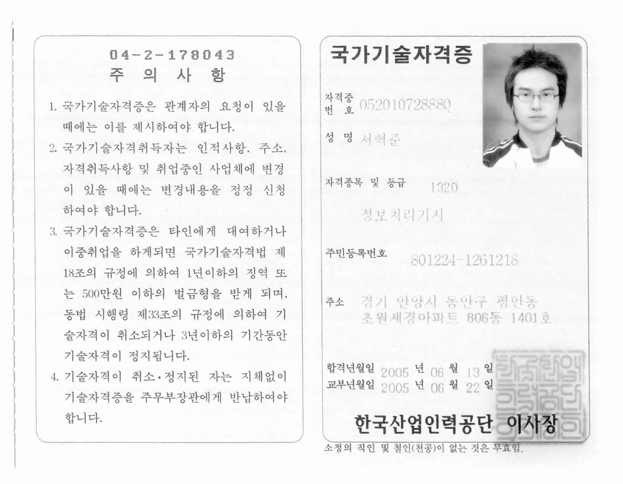 04-2-178043
주 의 사 항
1. 국가기술자격증은 관계자의 요청이 있을
때에는 이를 제시하여야 합니다.
2. 국가기술자격취득자는 인적사항, 주소,
자격취득사항 및 취업중인 사업체에 변경
이 있을 때에는 변경내용을 정정 신청
하여야 합니다.
3. 국가기술자격증은 타인에게 대여하거나
이중취업을 하게되면 국가기술자격법 제
18조의 규정에 의하여 1년이하의 징역 또
는 500만원 이하의 벌금형을 받게 되며,
동법 시행령 제33조의 규정에 의하여 기
술자격이 취소되거나 3년이하의 기간동안
기술자격이 정지됩니다.
4. 기술자격이 취소·정지된 자는 지체없이
기술자격증을 주무부장관에게 반납하여야
합니다.
국가기술자격증
자격증
번 호 05201072888Q
성 명 서혁준
자격종목 및 등급 1320
정보처리기사
주민등록번호 801224-1261218
주소 경기 안양시 동안구 평안동
초원세경아파트 806동 1401호
합격년월일 2005 년 06 월 13 일
교부년월일 2005 년 06 월 22 일
한국산업인력공단 이사장
소정의 직인 및 철인(천공)이 없는 것은 무효임.